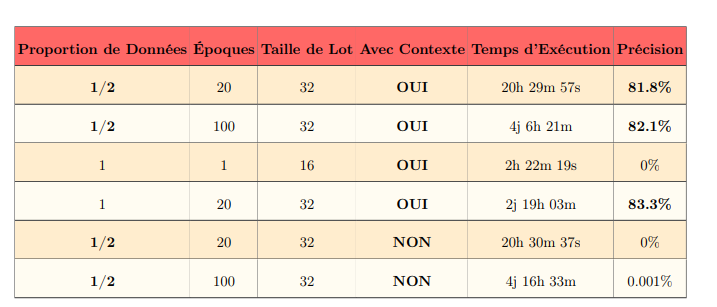 Proportion de Données Époques Taille de Lot Avec Contexte Temps d'Exécution Précision
1/2 20 32 OUI 20h 29m 57s 81.8%
1/2 100 32 OUI 4j 6h 21m 82.1%
1 1 16 OUI 2h 22m 19s 0%
1 20 32 OUI 2j 19h 03m 83.3%
1/2 20 32 NON 20h 30m 37s 0%
1/2 100 32 NON 4j 16h 33m 0.001%